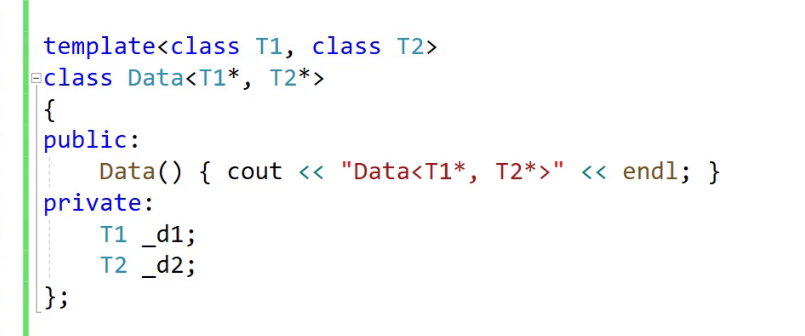 template<class T1, class T2>
class Data<T1*, T2*>
{
public:
    Data() { cout << "Data<T1*, T2*>" << endl; }
private:
    T1 _d1;
    T2 _d2;
};